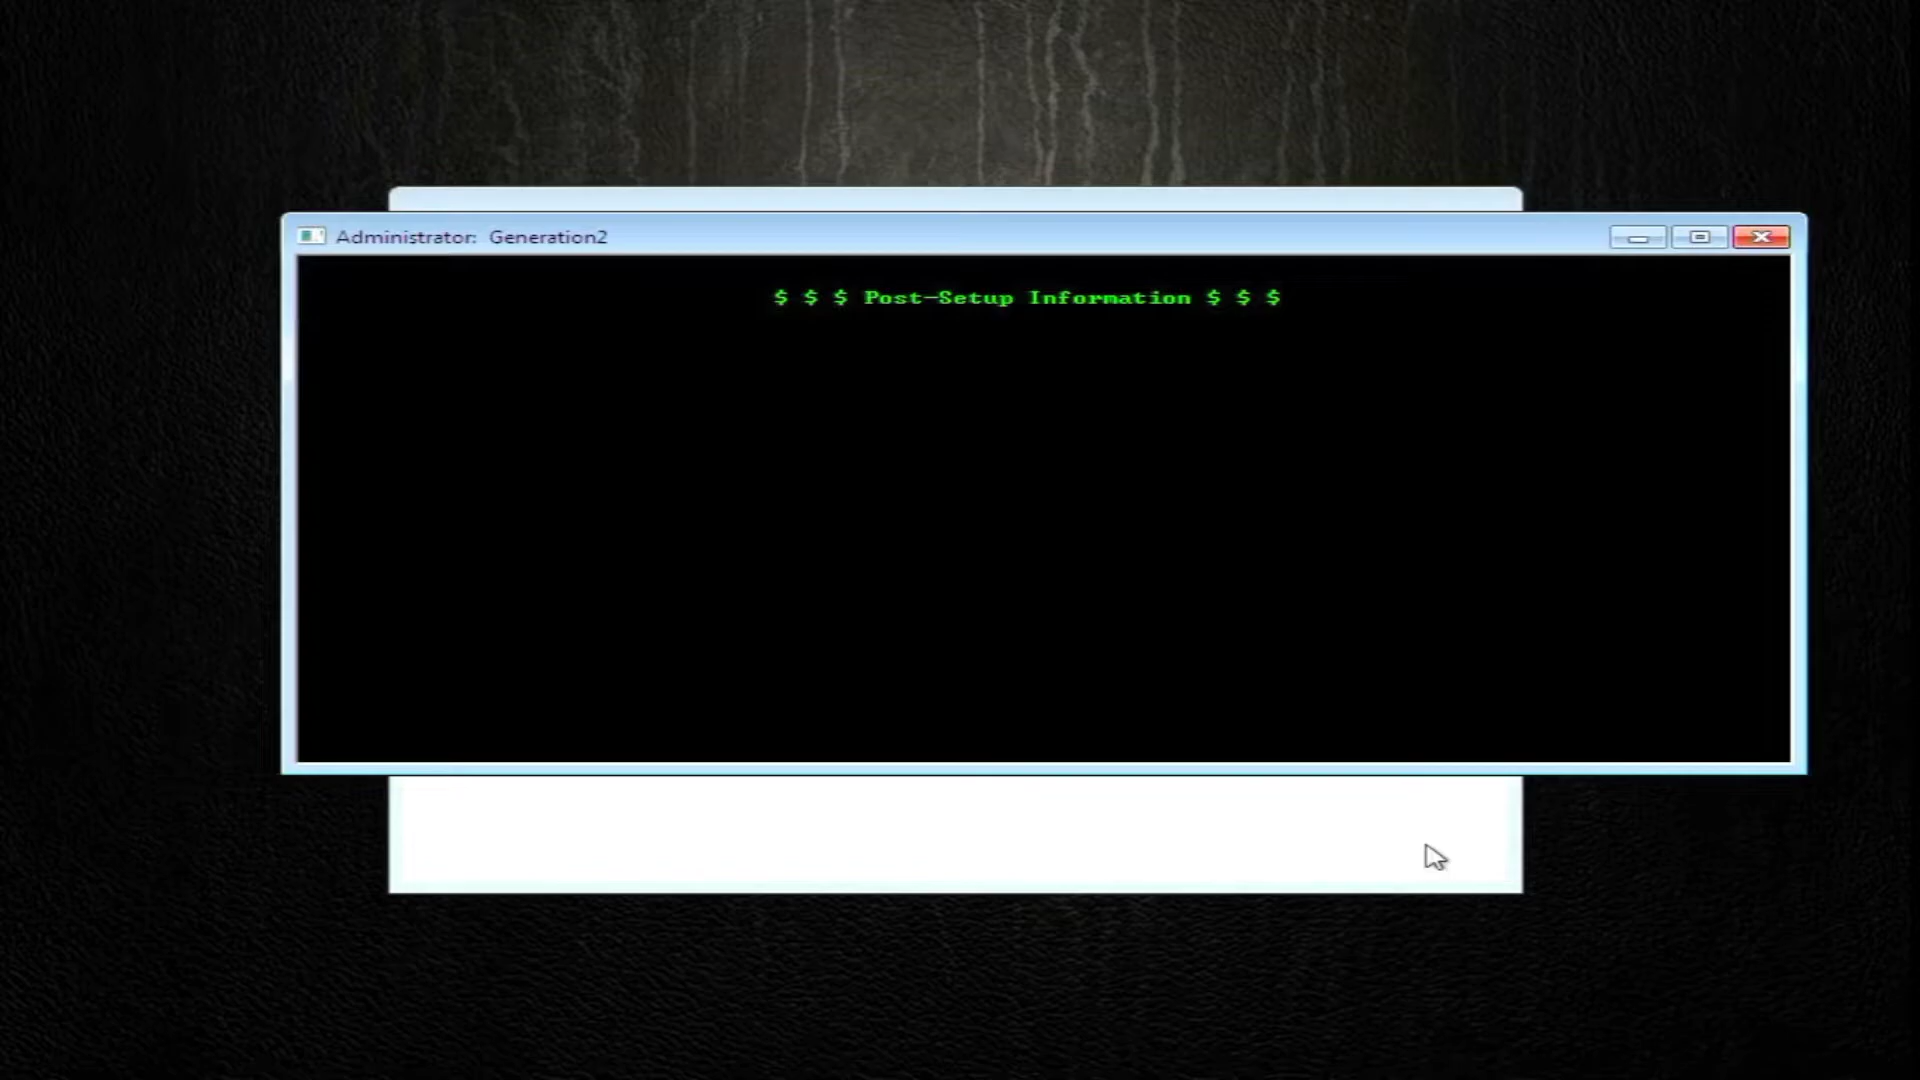 Administrator: Generation2
$ $ $ Post-Setup Information $ $ $